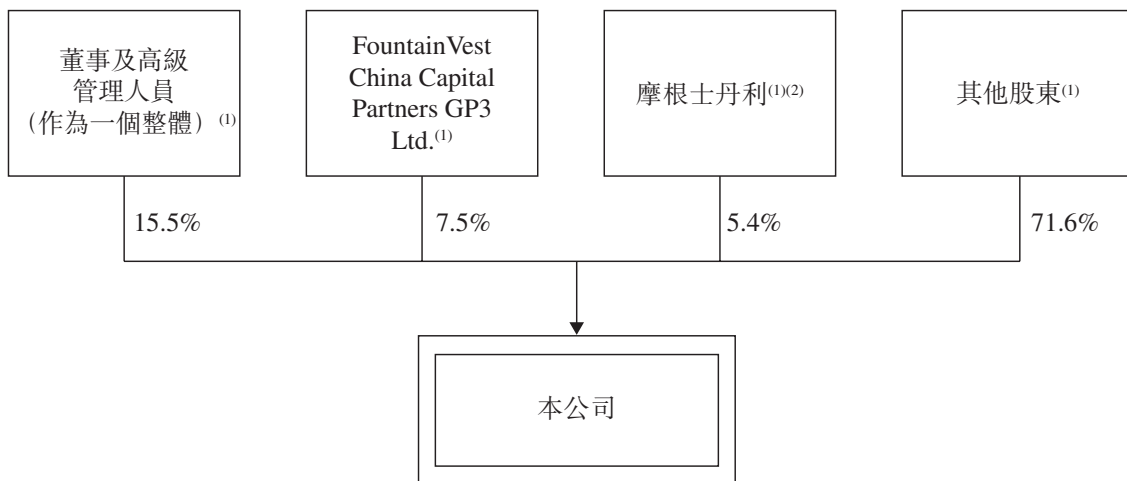 董事及高級
管理人員
（作為一個整體）(1)
FountainVest
China Capital
Partners GP3
Ltd.(1)
摩根士丹利(1)(2)
其他股東(1)
15.5%
7.5%
5.4%
71.6%
本公司